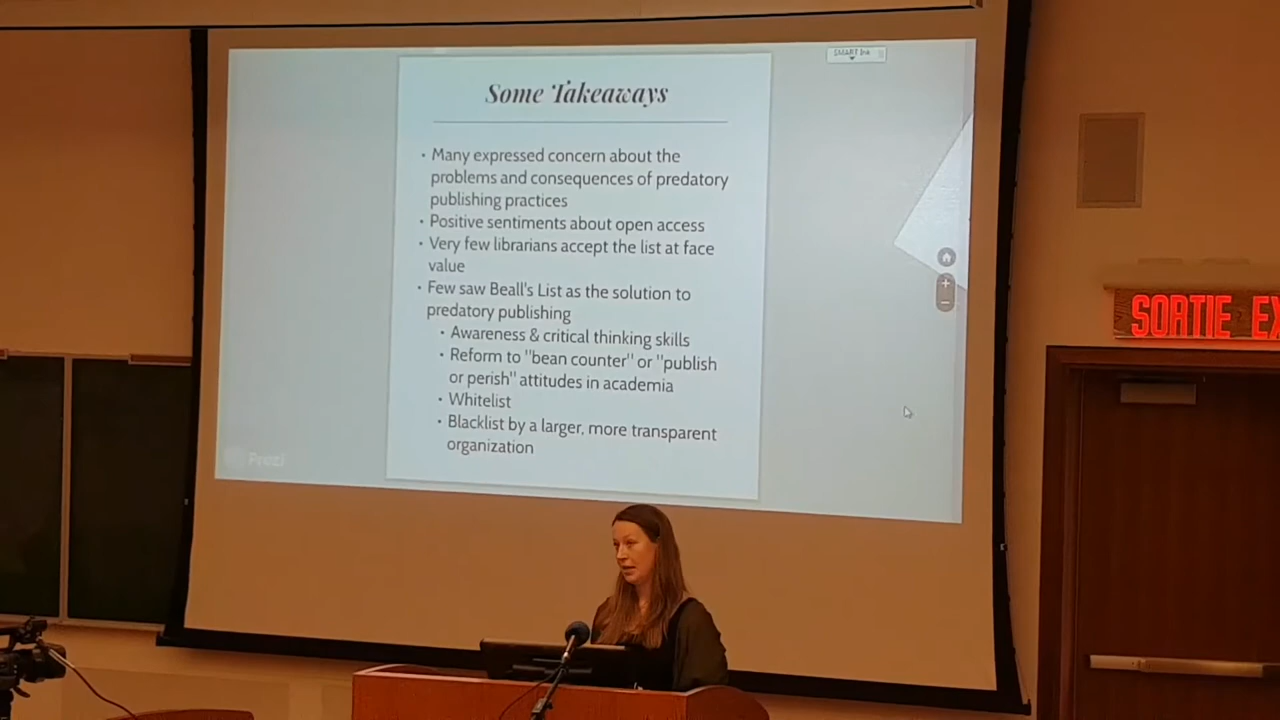 SMART Ink
Some Takeaways
• Many expressed concern about the
problems and consequences of predatory
publishing practices
• Positive sentiments about open access
• Very few librarians accept the list at face
value
• Few saw Beall's List as the solution to
predatory publishing
• Awareness & critical thinking skills
• Reform to "bean counter" or "publish
or perish" attitudes in academia
• Whitelist
• Blacklist by a larger, more transparent
organization
Prezi
SORTIE EX